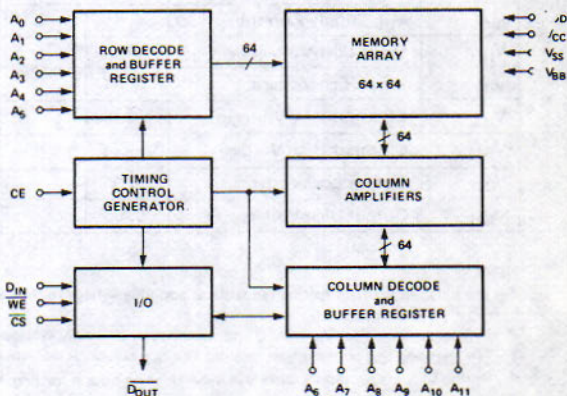 A0
A1
A2
A3
A4
A5
ROW DECODE
and BUFFER
REGISTER
64
MEMORY
ARRAY
64 x 64
VSS
VBB
64
CE
TIMING
CONTROL
GENERATOR
COLUMN
AMPLIFIERS
64
DIN
WE
CS
I/O
COLUMN DECODE
and
BUFFER REGISTER
DOUT
A6 A7 A8 A9 A10 A11